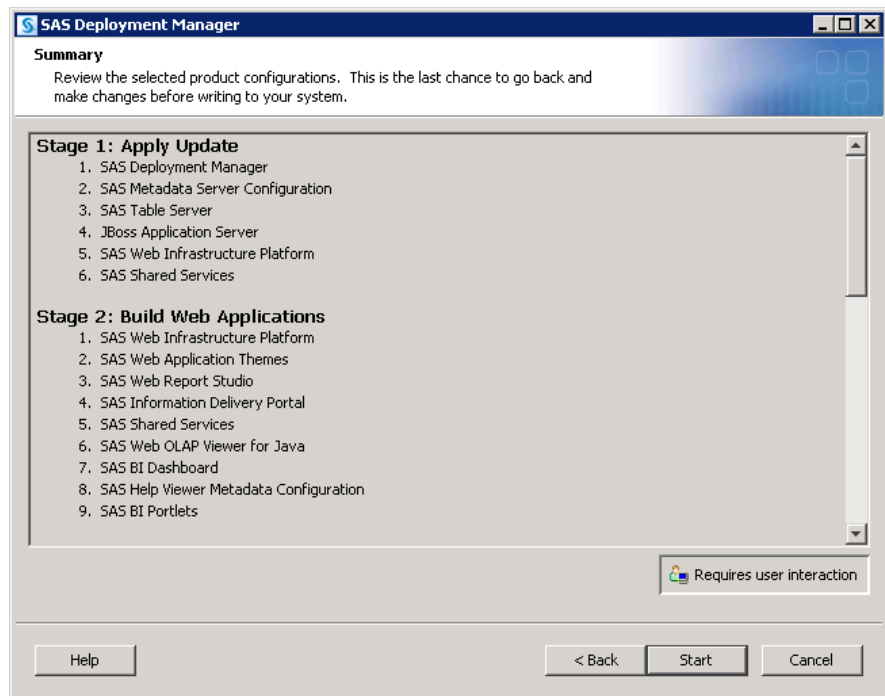 SAS Deployment Manager
Summary
Review the selected product configurations. This is the last chance to go back and
make changes before writing to your system.
Stage 1: Apply Update
1. SAS Deployment Manager
2. SAS Metadata Server Configuration
3. SAS Table Server
4. JBoss Application Server
5. SAS Web Infrastructure Platform
6. SAS Shared Services
Stage 2: Build Web Applications
1. SAS Web Infrastructure Platform
2. SAS Web Application Themes
3. SAS Web Report Studio
4. SAS Information Delivery Portal
5. SAS Shared Services
6. SAS Web OLAP Viewer for Java
7. SAS BI Dashboard
8. SAS Help Viewer Metadata Configuration
9. SAS BI Portlets
Requires user interaction
Help
< Back
Start
Cancel